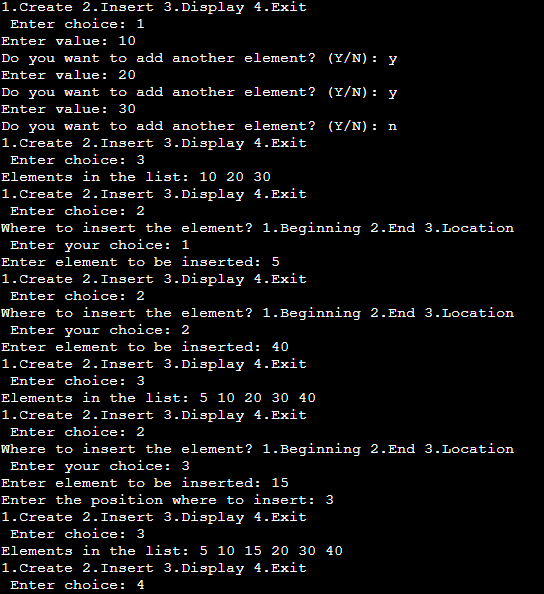 1.Create 2.Insert 3.Display 4.Exit
 Enter choice: 1
Enter value: 10
Do you want to add another element? (Y/N): y
Enter value: 20
Do you want to add another element? (Y/N): y
Enter value: 30
Do you want to add another element? (Y/N): n
1.Create 2.Insert 3.Display 4.Exit
 Enter choice: 3
Elements in the list: 10 20 30
1.Create 2.Insert 3.Display 4.Exit
 Enter choice: 2
Where to insert the element? 1.Beginning 2.End 3.Location
 Enter your choice: 1
Enter element to be inserted: 5
1.Create 2.Insert 3.Display 4.Exit
 Enter choice: 2
Where to insert the element? 1.Beginning 2.End 3.Location
 Enter your choice: 2
Enter element to be inserted: 40
1.Create 2.Insert 3.Display 4.Exit
 Enter choice: 3
Elements in the list: 5 10 20 30 40
1.Create 2.Insert 3.Display 4.Exit
 Enter choice: 2
Where to insert the element? 1.Beginning 2.End 3.Location
 Enter your choice: 3
Enter element to be inserted: 15
Enter the position where to insert: 3
1.Create 2.Insert 3.Display 4.Exit
 Enter choice: 3
Elements in the list: 5 10 15 20 30 40
1.Create 2.Insert 3.Display 4.Exit
 Enter choice: 4